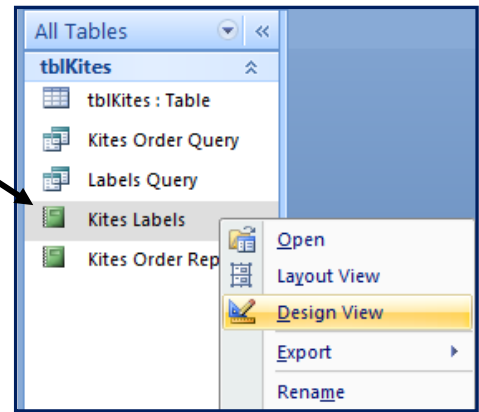 All Tables
tblKites
tblKites : Table
Kites Order Query
Labels Query
Kites Labels
Kites Order Rep
Open
Layout View
Design View
Export
Rename